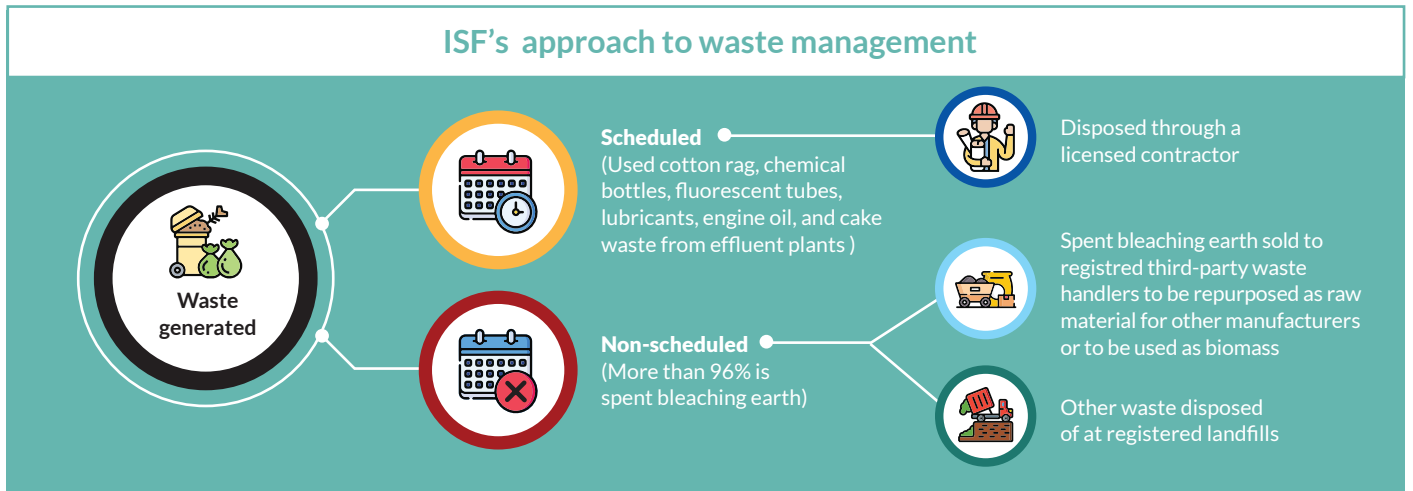 ISF's  approach to waste management
Waste
generated
Scheduled
(Used cotton rag, chemical
bottles, fluorescent tubes,
lubricants, engine oil, and cake
waste from effluent plants )
Disposed through a
licensed contractor
Non-scheduled
(More than 96% is
spent bleaching earth)
Spent bleaching earth sold to
registred third-party waste
handlers to be repurposed as raw
material for other manufacturers
or to be used as biomass
Other waste disposed
of at registered landfills